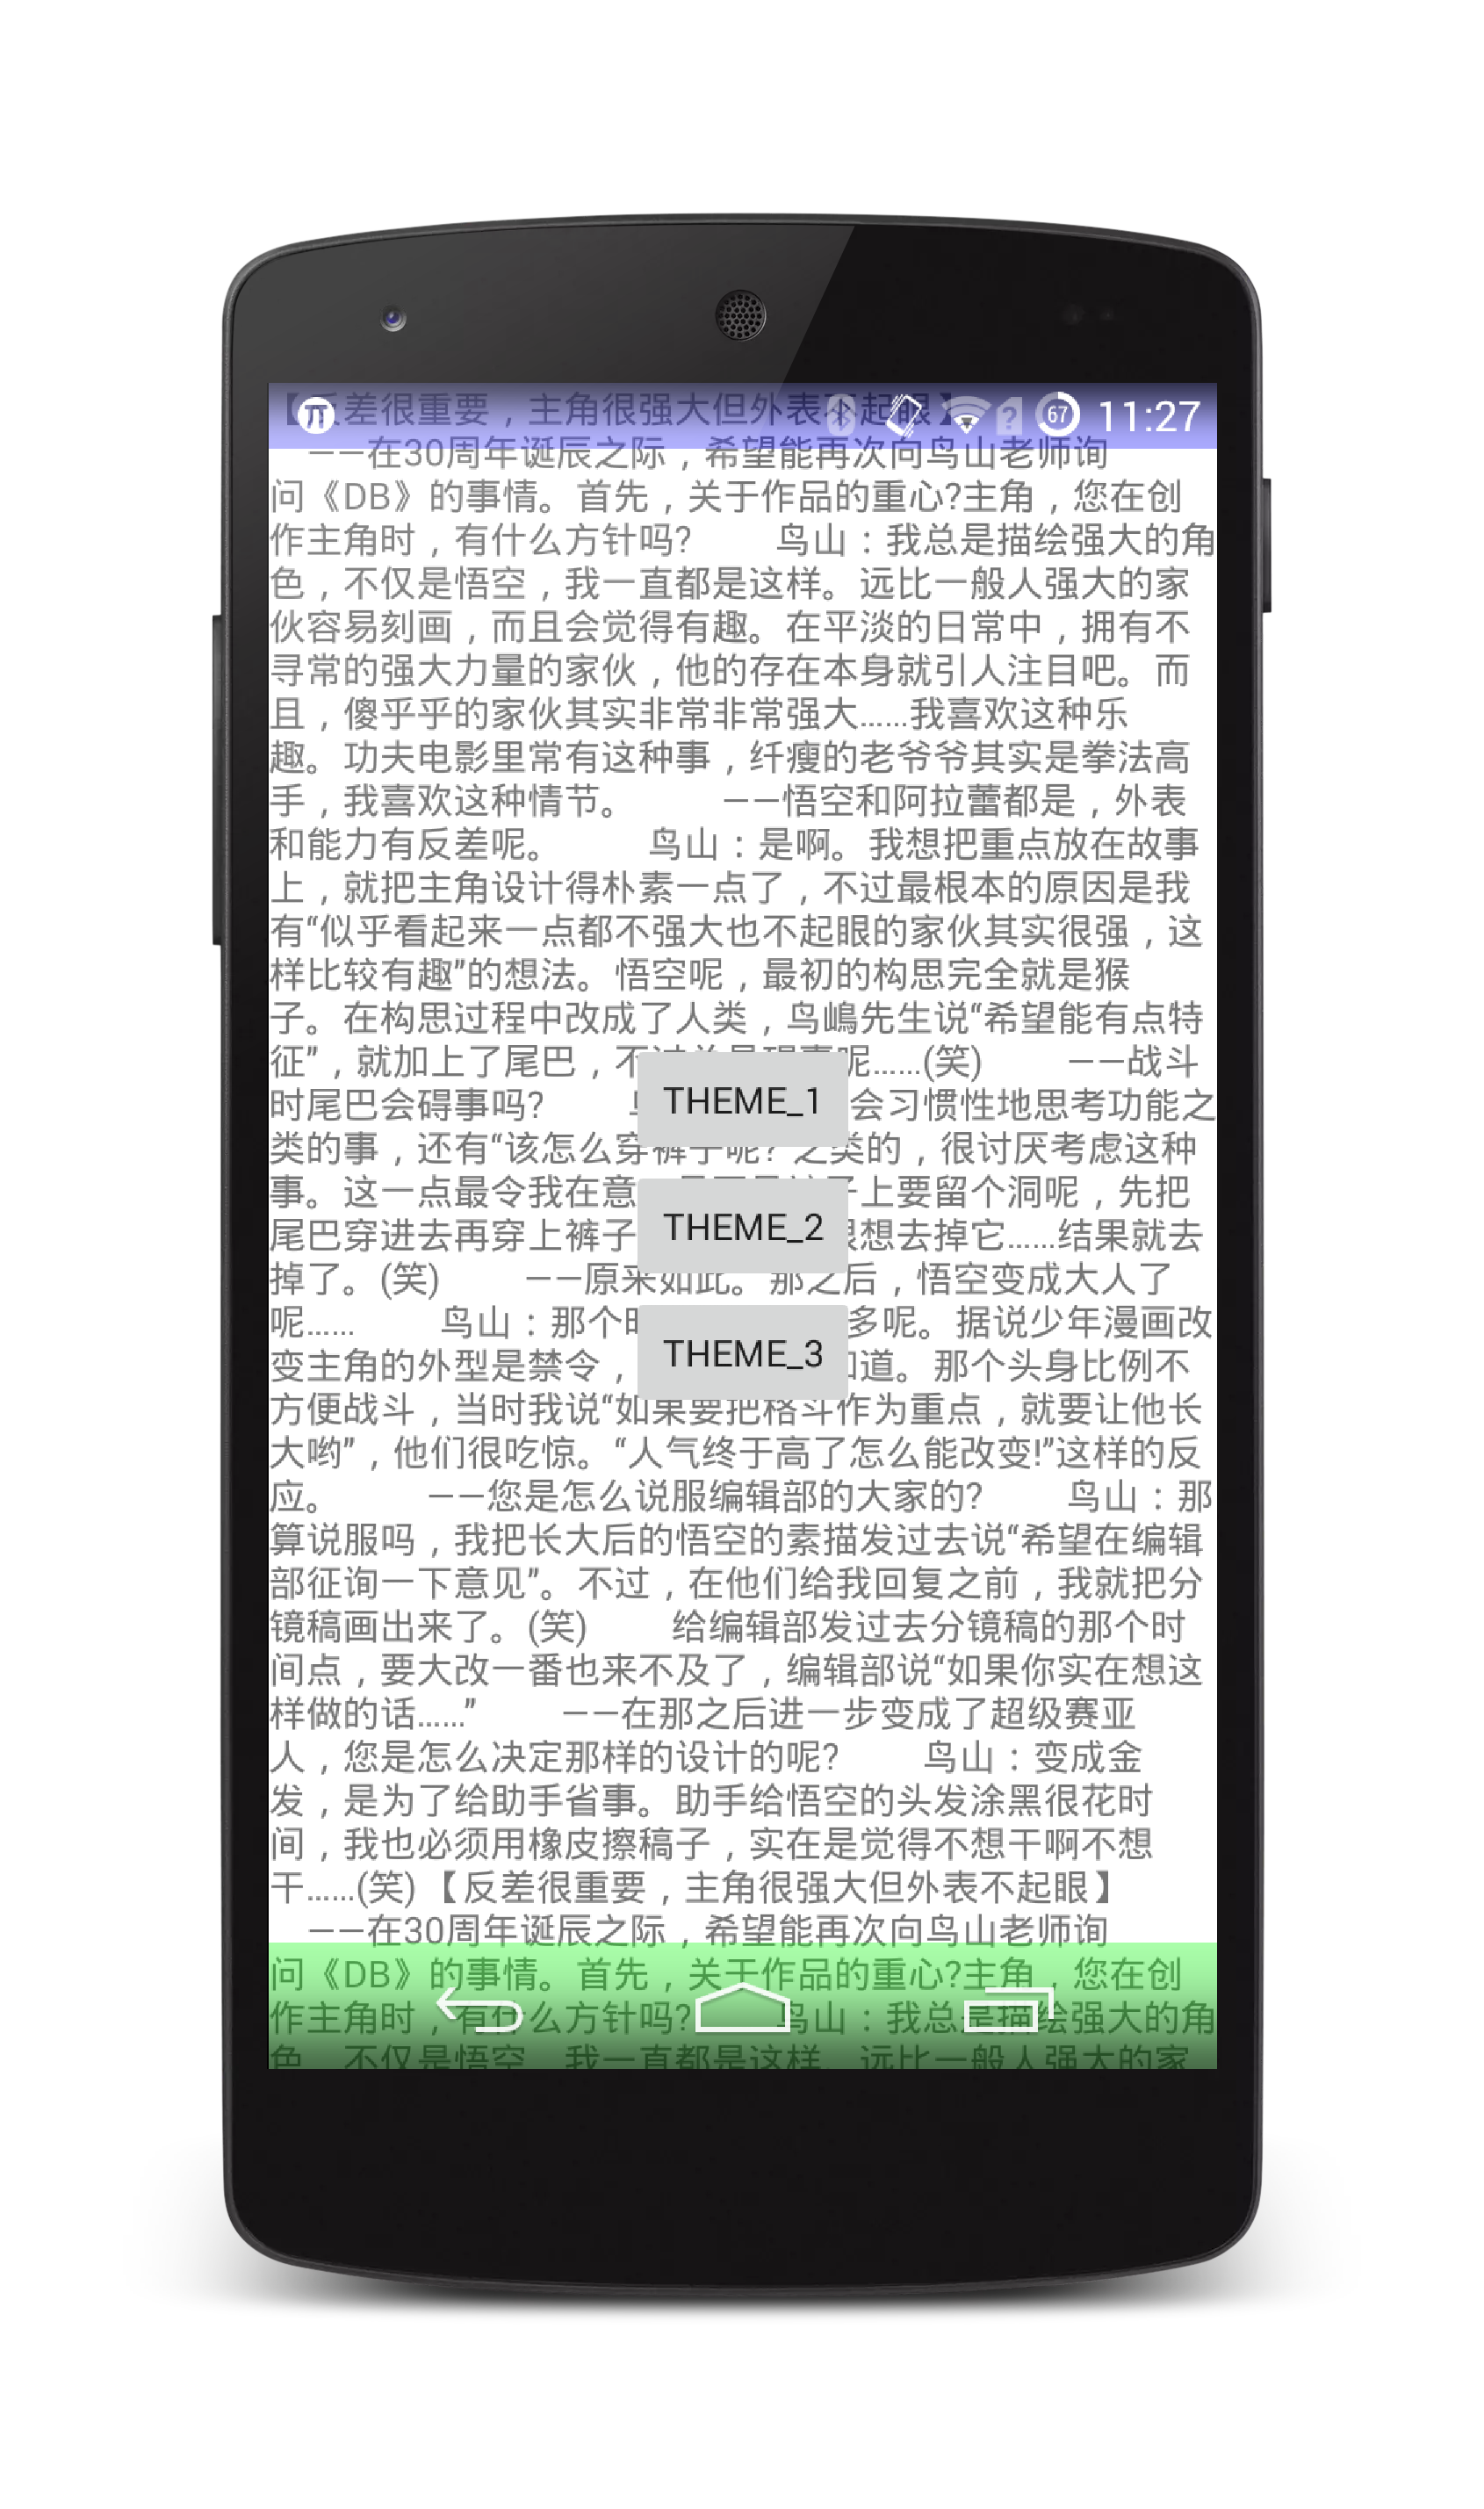 【反差很重要，主角很强大但外表不起眼】
67 11:27
——在30周年诞辰之际，希望能再次向鸟山老师询
问《DB》的事情。首先，关于作品的重心?主角，您在创
作主角时，有什么方针吗? 鸟山：我总是描绘强大的角
色，不仅是悟空，我一直都是这样。远比一般人强大的家
伙容易刻画，而且会觉得有趣。在平淡的日常中，拥有不
寻常的强大力量的家伙，他的存在本身就引人注目吧。而
且，傻乎乎的家伙其实非常非常强大……我喜欢这种乐
趣。功夫电影里常有这种事，纤瘦的老爷爷其实是拳法高
手，我喜欢这种情节。 ——悟空和阿拉蕾都是，外表
和能力有反差呢。 鸟山：是啊。我想把重点放在故事
上，就把主角设计得朴素一点了，不过最根本的原因是我
有“似乎看起来一点都不强大也不起眼的家伙其实很强，这
样比较有趣”的想法。悟空呢，最初的构思完全就是猴
子。在构思过程中改成了人类，鸟嶋先生说“希望能有点特
征”，就加上了尾巴， 呢……(笑) ——战斗
THEME_1
时尾巴会碍事吗? 会习惯性地思考功能之
类的事，还有“该怎么穿裤子呢？之类的，很讨厌考虑这种
事。这一点最令我在意 上要留个洞呢，先把
THEME_2
尾巴穿进去再穿上裤子 想去掉它……结果就去
掉了。(笑) ——原来如此。那之后，悟空变成大人了
呢…… 鸟山：那个 多呢。据说少年漫画改
THEME_3
变主角的外型是禁令， 道。那个头身比例不
方便战斗，当时我说“如果要把格斗作为重点，就要让他长
大哟”，他们很吃惊。“人气终于高了怎么能改变!”这样的反
应。 ——您是怎么说服编辑部的大家的? 鸟山：那
算说服吗，我把长大后的悟空的素描发过去说“希望在编辑
部征询一下意见”。不过，在他们给我回复之前，我就把分
镜稿画出来了。(笑) 给编辑部发过去分镜稿的那个时
间点，要大改一番也来不及了，编辑部说“如果你实在想这
样做的话……” ——在那之后进一步变成了超级赛亚
人，您是怎么决定那样的设计的呢? 鸟山：变成金
发，是为了给助手省事。助手给悟空的头发涂黑很花时
间，我也必须用橡皮擦稿子，实在是觉得不想干啊不想
干……(笑)【反差很重要，主角很强大但外表不起眼】
——在30周年诞辰之际，希望能再次向鸟山老师询
问《DB》的事情。首先，关于作品的重心?主角，您在创
作主角时，有什么方针吗? 鸟山：我总是描绘强大的角
色，不仅是悟空，我一直都是这样。远比一般人强大的家